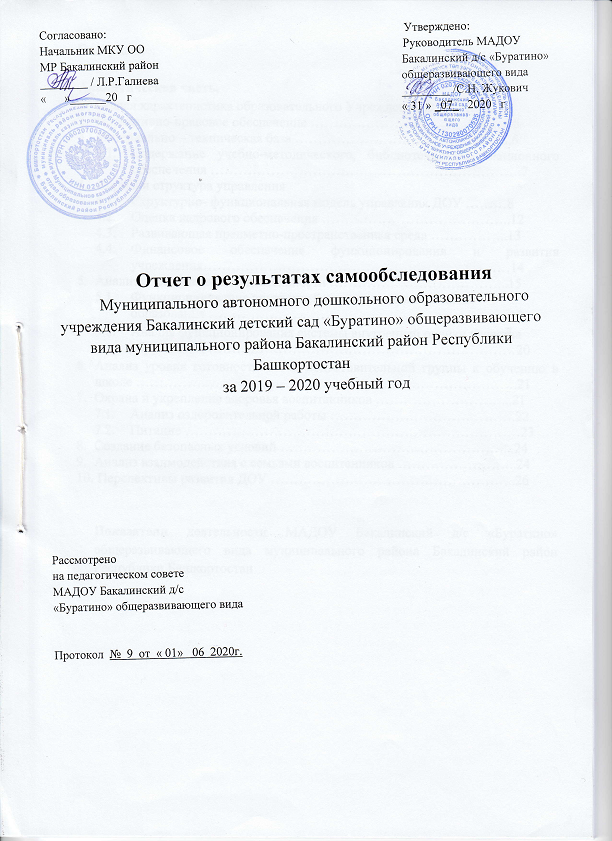 Согласовано:
Начальник МКУ ОО
МР Бакалинский район
/ Л.Р.Галиева
« » 20 г
Утверждено:
Руководитель МАДОУ
Бакалинский д/с «Буратино»
общеразвивающего вида
/С.Н. Жукович
« 31 » 07 2020 г
Отчет о результатах самообследования
Муниципального автономного дошкольного образовательного
учреждения Бакалинский детский сад «Буратино» общеразвивающего
вида муниципального района Бакалинский район Республики
Башкортостан
за 2019 – 2020 учебный год
Рассмотрено
на педагогическом совете
МАДОУ Бакалинский д/с
«Буратино» общеразвивающего вида
Протокол № 9 от « 01» 06 2020г.